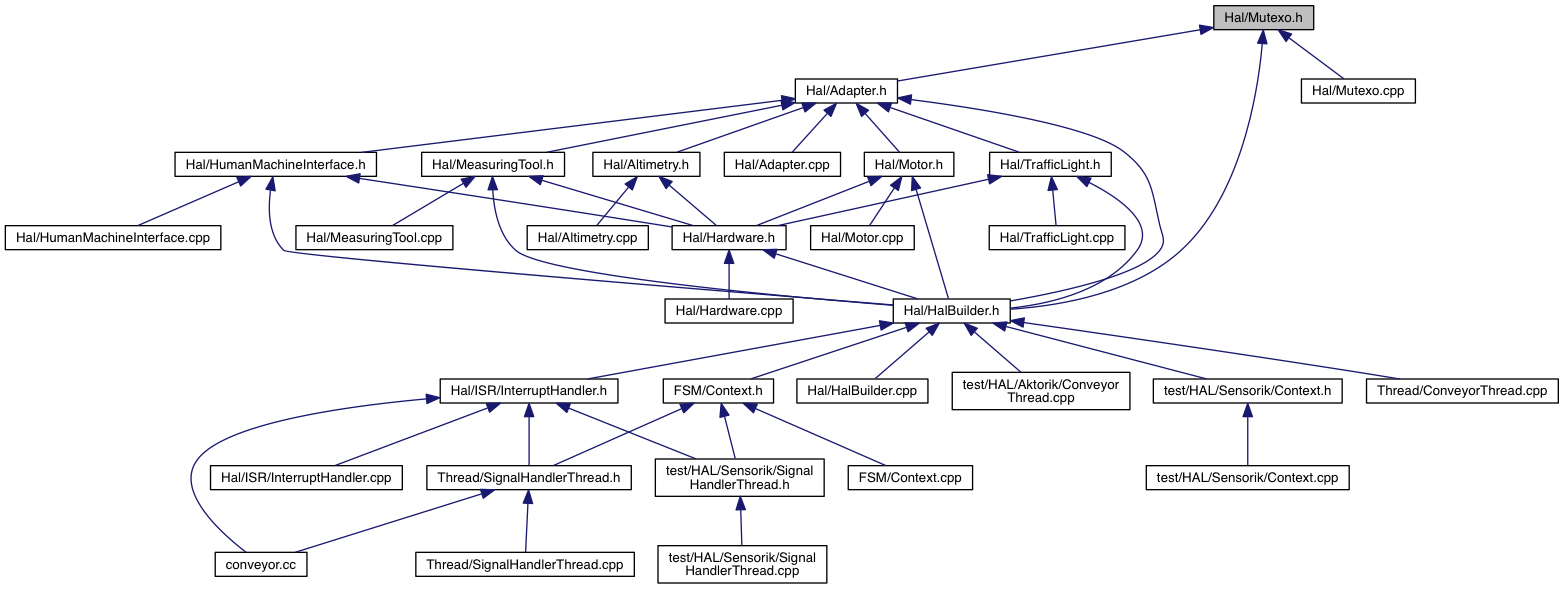 Hal/Mutexo.h
Hal/Adapter.h
Hal/Mutexo.cpp
Hal/HumanMachineInterface.h
Hal/MeasuringTool.h
Hal/Altimetry.h
Hal/Adapter.cpp
Hal/Motor.h
Hal/TrafficLight.h
Hal/HumanMachineInterface.cpp
Hal/MeasuringTool.cpp
Hal/Altimetry.cpp
Hal/Hardware.h
Hal/Motor.cpp
Hal/TrafficLight.cpp
Hal/Hardware.cpp
Hal/HalBuilder.h
Hal/ISR/InterruptHandler.h
FSM/Context.h
Hal/HalBuilder.cpp
test/HAL/Aktorik/Conveyor
Thread.cpp
test/HAL/Sensorik/Context.h
Thread/ConveyorThread.cpp
Hal/ISR/InterruptHandler.cpp
Thread/SignalHandlerThread.h
test/HAL/Sensorik/Signal
HandlerThread.h
FSM/Context.cpp
test/HAL/Sensorik/Context.cpp
conveyor.cc
Thread/SignalHandlerThread.cpp
test/HAL/Sensorik/Signal
HandlerThread.cpp